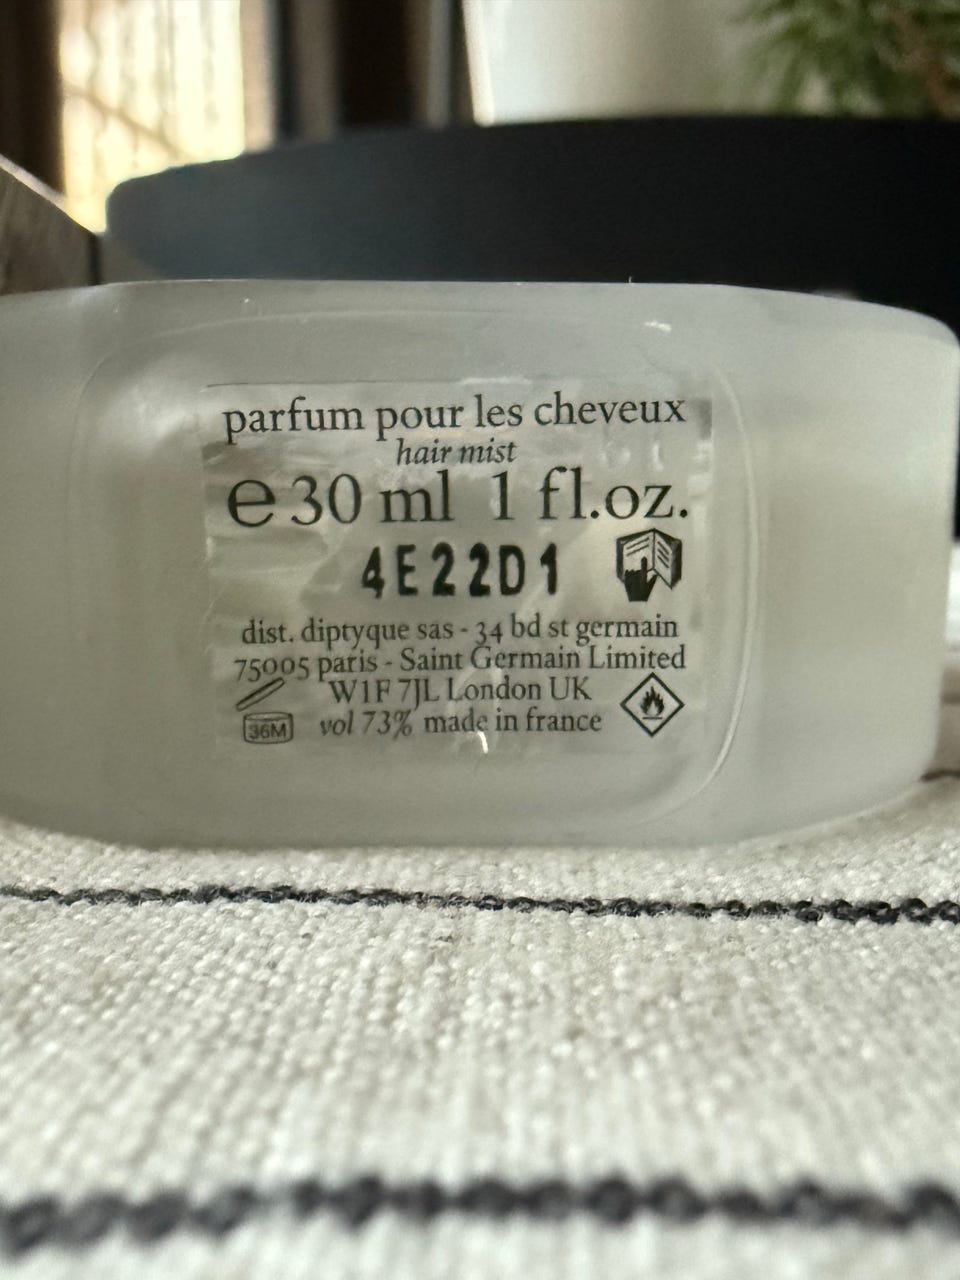 parfum pour les cheveux
hair mist
℮ 30 ml 1 fl.oz.
4E22D1
dist. diptyque sas - 34 bd st germain
75005 paris - Saint Germain Limited
W1F 7JL London UK
36M vol 73% made in france